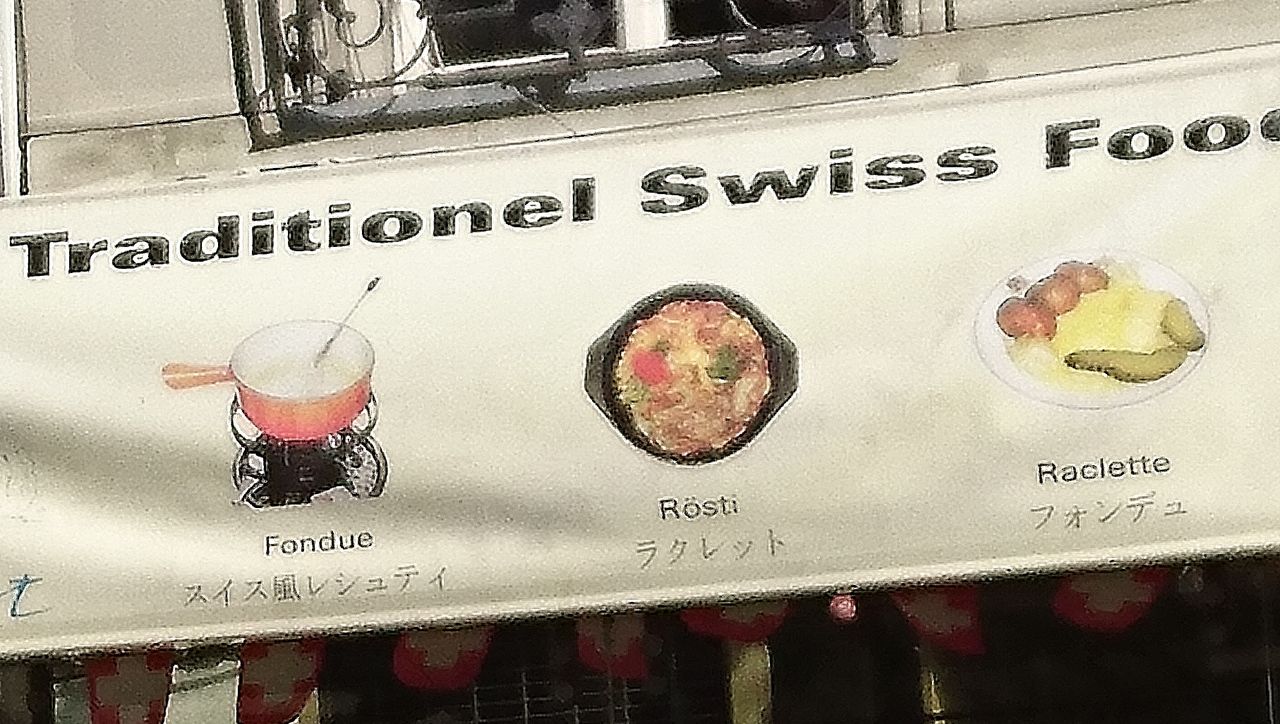 Traditionel Swiss Food
Fondue
スイス風レシュティ
Rösti
ラクレット
Raclette
フォンデュ
t